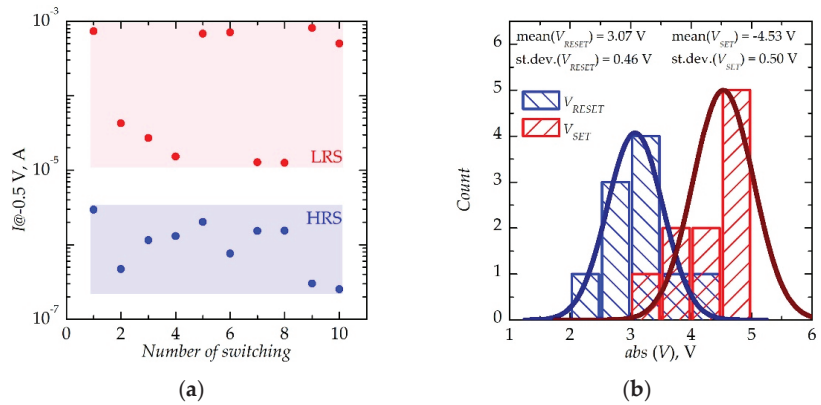 10⁻³
10⁻⁵
10⁻⁷
I@-0.5 V, A
LRS
HRS
0 2 4 6 8 10
Number of switching
(a)
mean(V_RESET) = 3.07 V mean(V_SET) = -4.53 V
st.dev.(V_RESET) = 0.46 V st.dev.(V_SET) = 0.50 V
V_RESET
V_SET
6
5
4
3
2
1
0
Count
1 2 3 4 5 6
abs (V), V
(b)